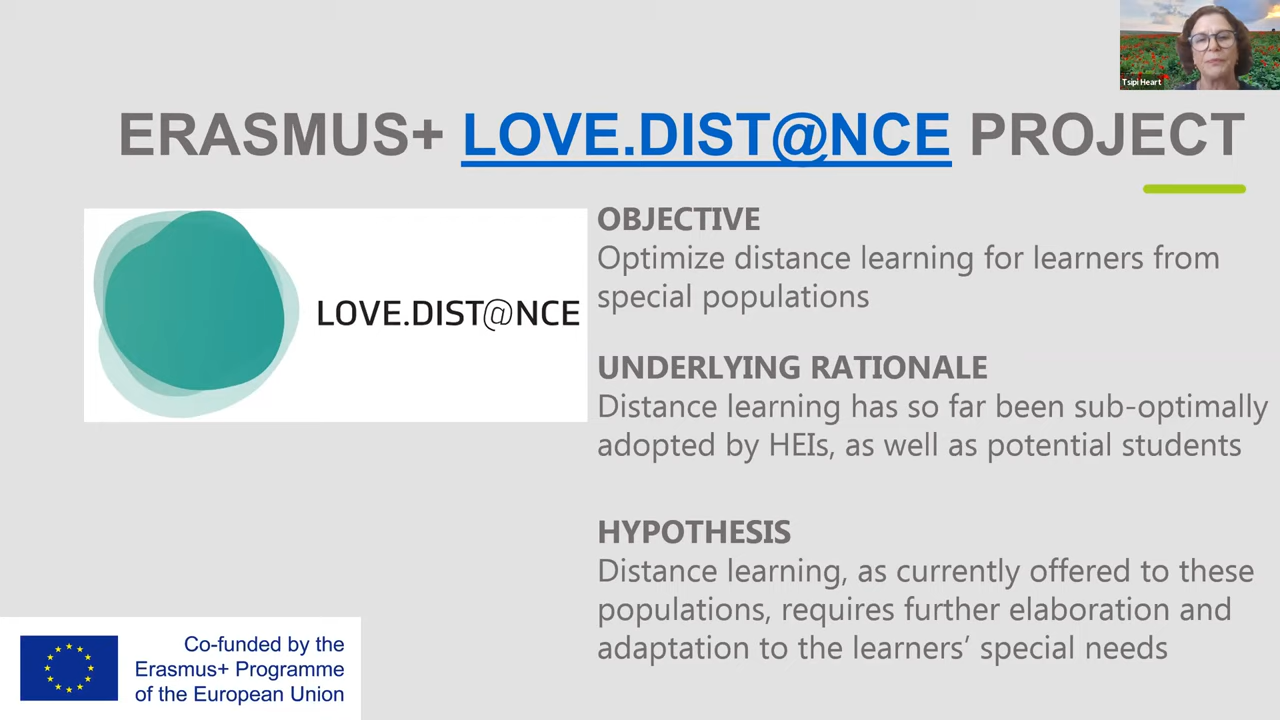 Tsipi Heart
ERASMUS+ LOVE.DIST@NCE PROJECT
LOVE.DIST@NCE
OBJECTIVE
Optimize distance learning for learners from
special populations
UNDERLYING RATIONALE
Distance learning has so far been sub-optimally
adopted by HEIs, as well as potential students
HYPOTHESIS
Distance learning, as currently offered to these
populations, requires further elaboration and
adaptation to the learners’ special needs
Co-funded by the
Erasmus+ Programme
of the European Union